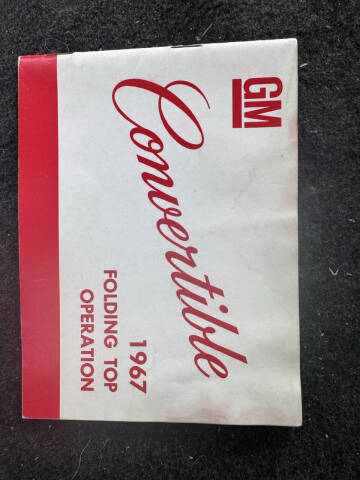 GM
Convertible
1967
FOLDING TOP
OPERATION